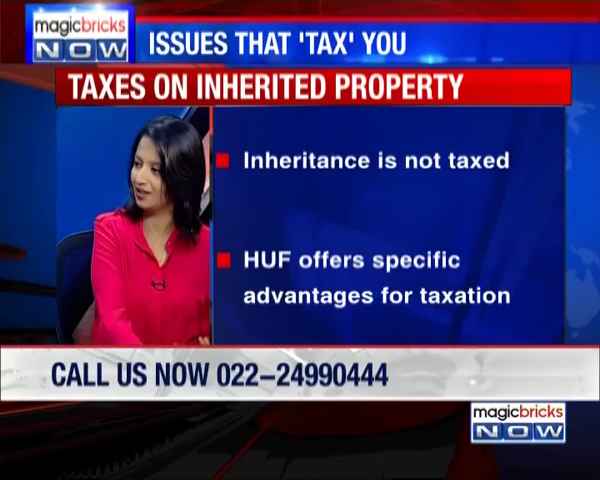 magicbricks
NOW
ISSUES THAT 'TAX' YOU
TAXES ON INHERITED PROPERTY
Inheritance is not taxed
HUF offers specific
advantages for taxation
CALL US NOW 022–24990444
magicbricks
NOW